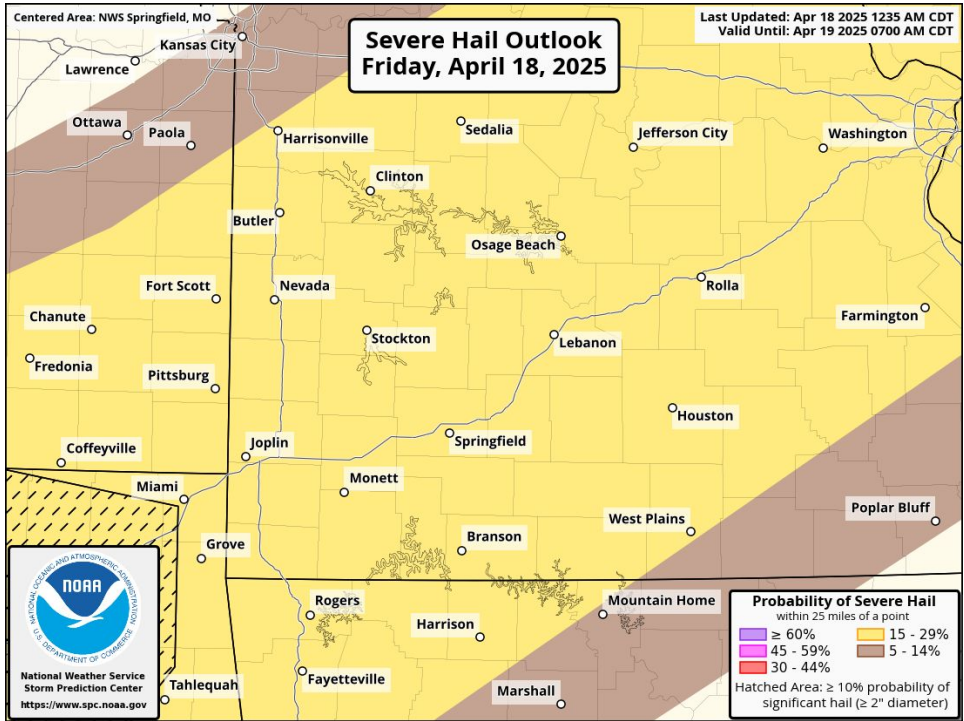 Centered Area: NWS Springfield, MO
Severe Hail Outlook
Friday, April 18, 2025
Last Updated: Apr 18 2025 1235 AM CDT
Valid Until: Apr 19 2025 0700 AM CDT
Kansas City
Lawrence
Ottawa
Paola
Harrisonville
Sedalia
Jefferson City
Washington
Clinton
Butler
Osage Beach
Fort Scott
Nevada
Rolla
Chanute
Farmington
Stockton
Lebanon
Fredonia
Pittsburg
Houston
Coffeyville
Joplin
Springfield
Miami
Monett
West Plains
Poplar Bluff
Grove
Branson
Rogers
Harrison
Mountain Home
Fayetteville
Tahlequah
Marshall
NATIONAL OCEANIC AND ATMOSPHERIC ADMINISTRATION
NOAA
U.S. DEPARTMENT OF COMMERCE
National Weather Service
Storm Prediction Center
https://www.spc.noaa.gov
Probability of Severe Hail
within 25 miles of a point
≥ 60% 15 - 29%
45 - 59% 5 - 14%
30 - 44%
Hatched Area: ≥ 10% probability of
significant hail (≥ 2" diameter)